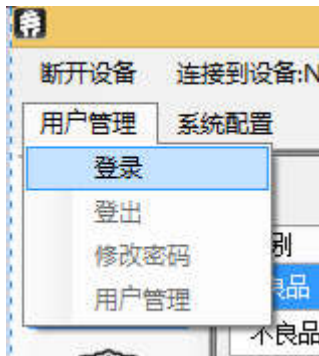 断开设备 连接到设备:N
用户管理 系统配置
登录
登出
修改密码
用户管理
别
良品
不良品